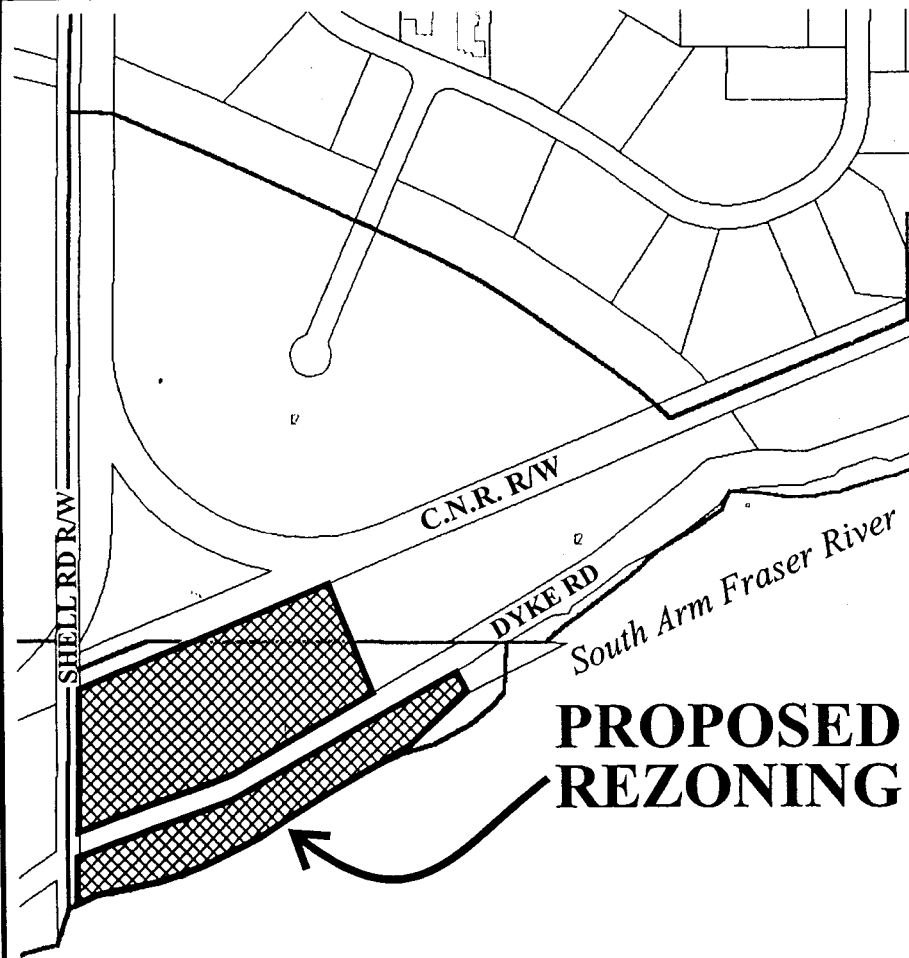 C.N.R. R/W
SHELL RD R/W
DYKE RD
South Arm Fraser River
PROPOSED
REZONING